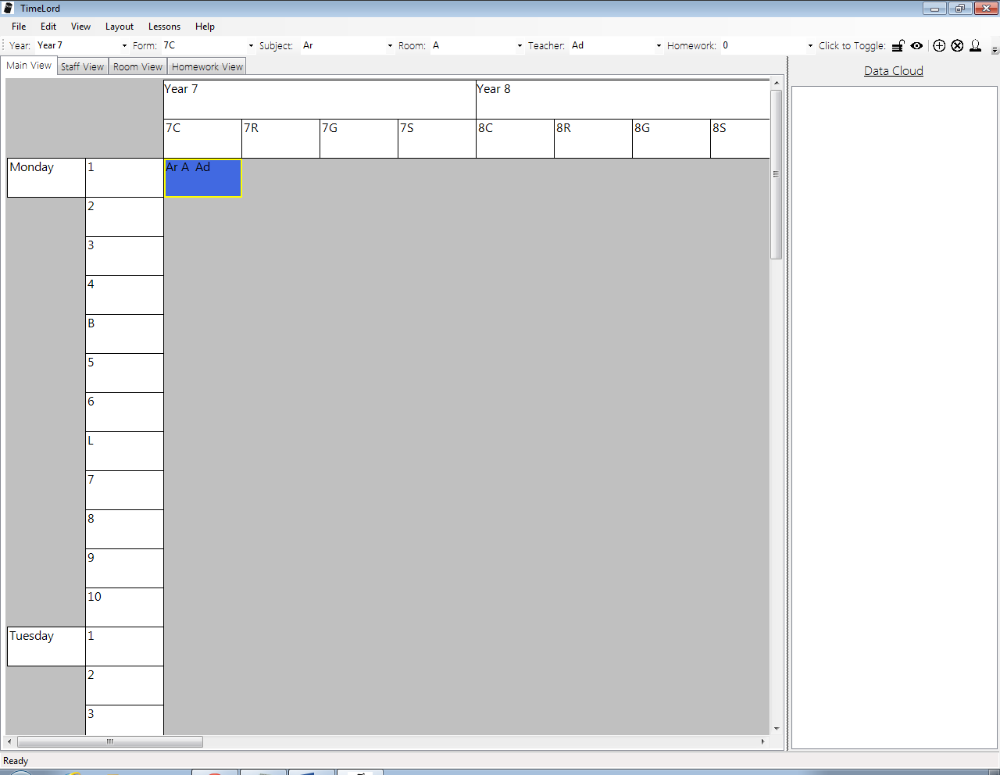 TimeLord
File Edit View Layout Lessons Help
Year: Year 7 Form: 7C Subject: Ar Room: A Teacher: Ad Homework: 0 Click to Toggle:
Main View Staff View Room View Homework View
Data Cloud
Year 7 Year 8
7C 7R 7G 7S 8C 8R 8G 8S
Monday 1 Ar A Ad
2
3
4
B
5
6
L
7
8
9
10
Tuesday 1
2
3
Ready